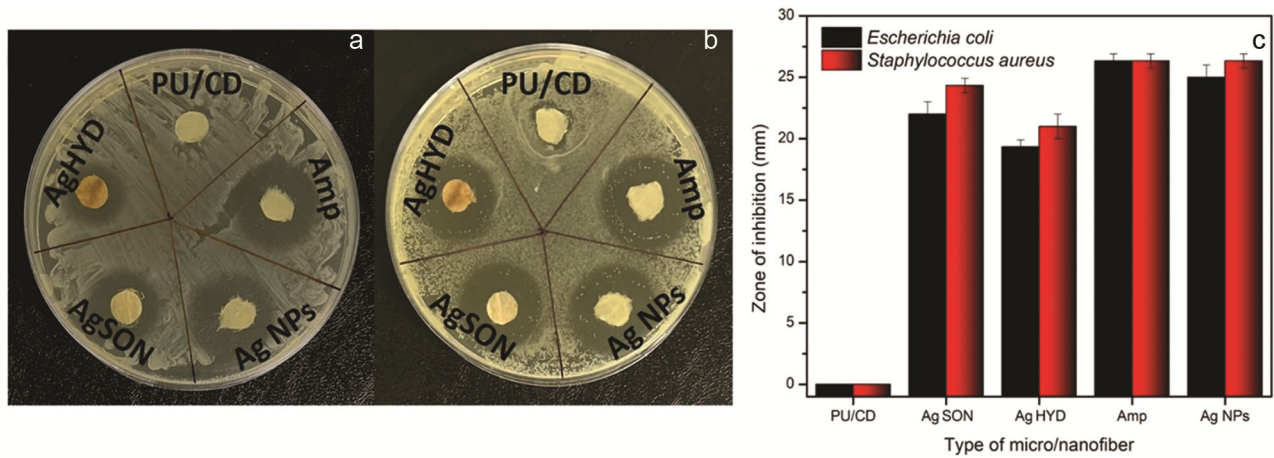 a
PU/CD
AgHYD
Amp
AgSON
Ag NPs
b
PU/CD
AgHYD
Amp
AgSON
Ag NPs
c
Escherichia coli
Staphylococcus aureus
Zone of inhibition (mm)
30
25
20
15
10
5
0
PU/CD
Ag SON
Ag HYD
Amp
Ag NPs
Type of micro/nanofiber